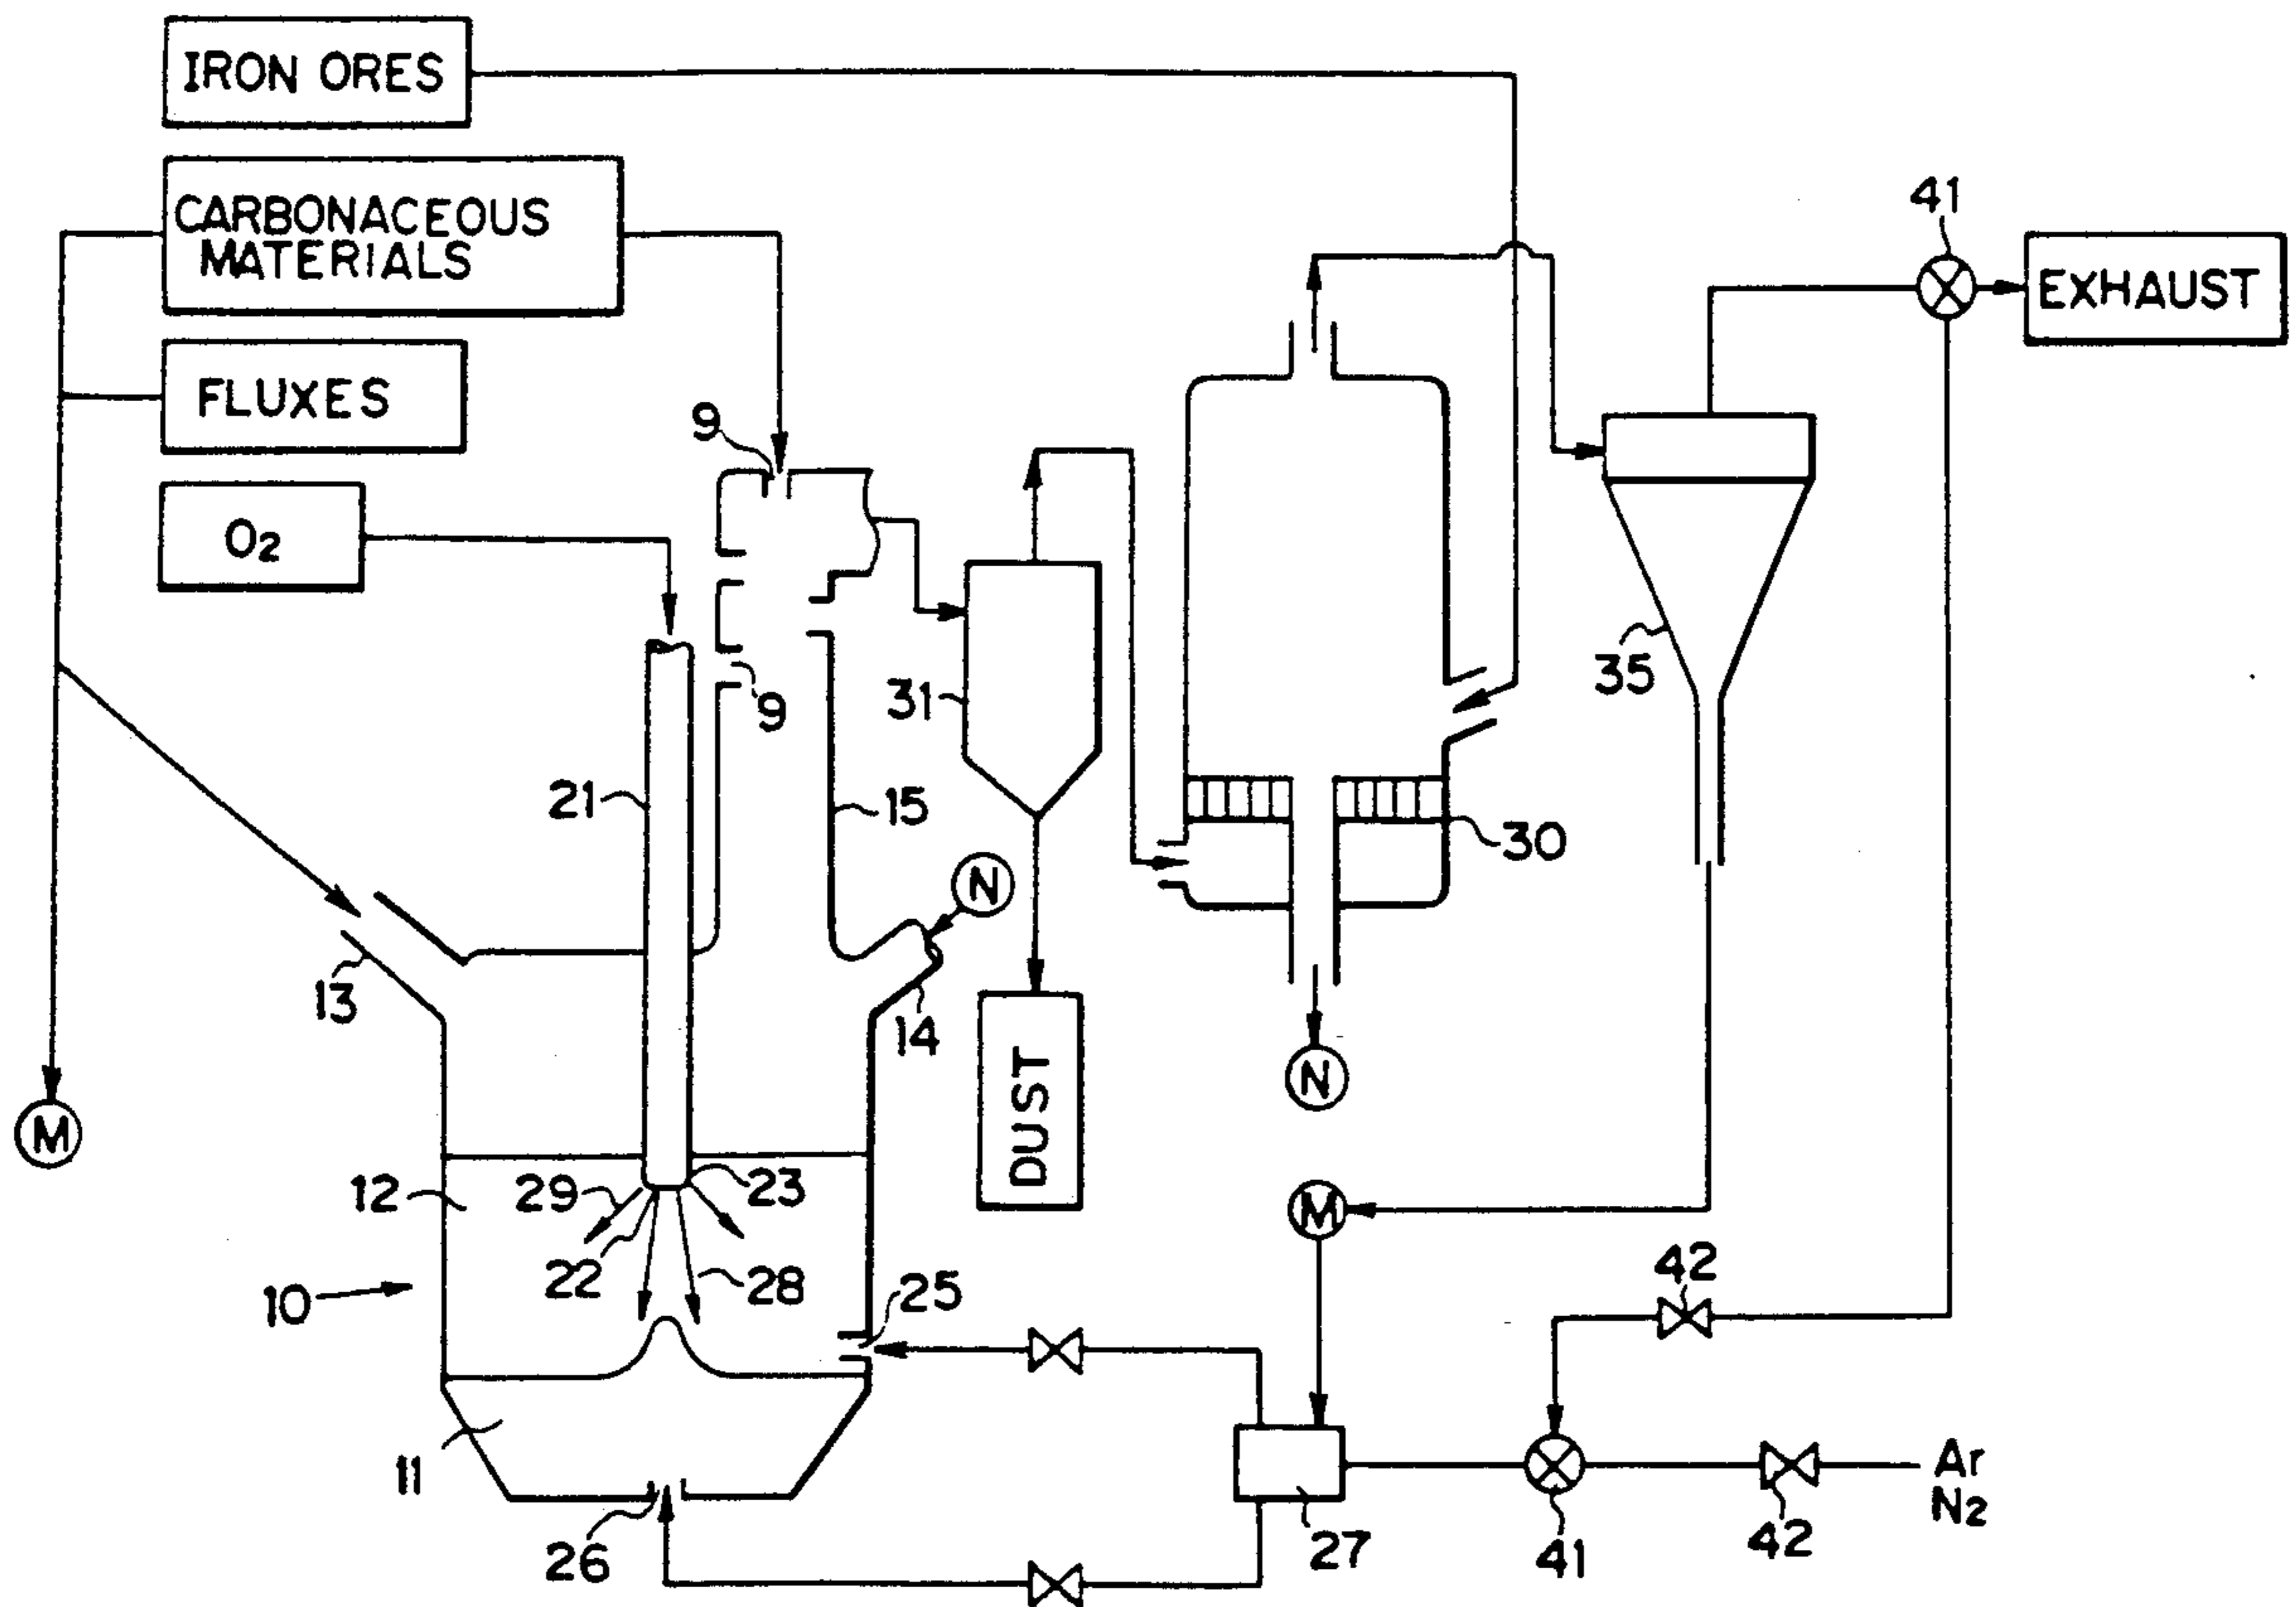 IRON ORES
CARBONACEOUS
MATERIALS
41
EXHAUST
FLUXES
9
O2
35
9
31
21
15
30
N
13
14
N
M
DUST
29
23
12
M
22
28
42
10
25
11
Ar
N2
26
27
41
42